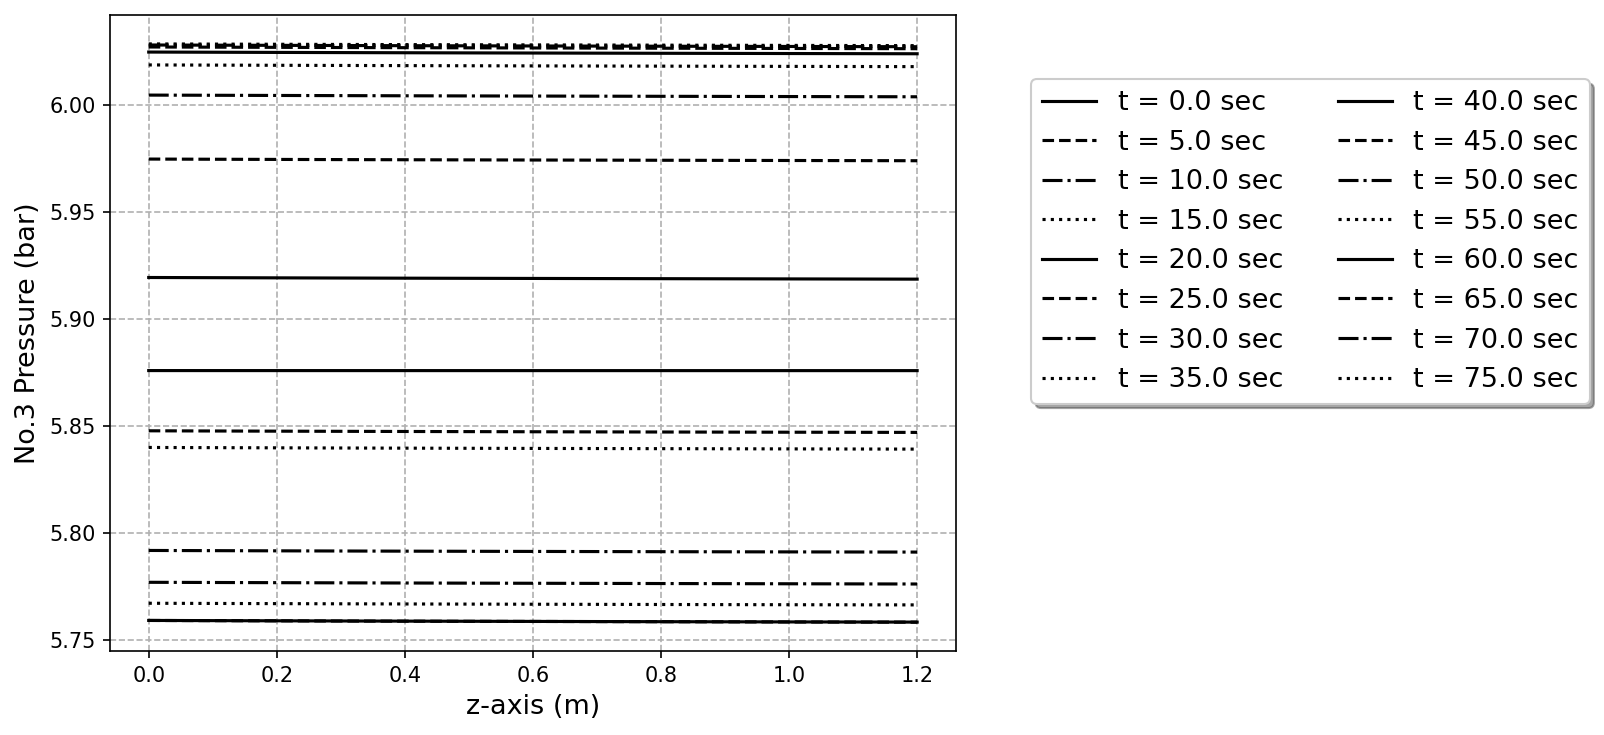 6.00
5.95
5.90
5.85
5.80
5.75
No.3 Pressure (bar)
0.0 0.2 0.4 0.6 0.8 1.0 1.2
z-axis (m)
t = 0.0 sec
t = 5.0 sec
t = 10.0 sec
t = 15.0 sec
t = 20.0 sec
t = 25.0 sec
t = 30.0 sec
t = 35.0 sec
t = 40.0 sec
t = 45.0 sec
t = 50.0 sec
t = 55.0 sec
t = 60.0 sec
t = 65.0 sec
t = 70.0 sec
t = 75.0 sec